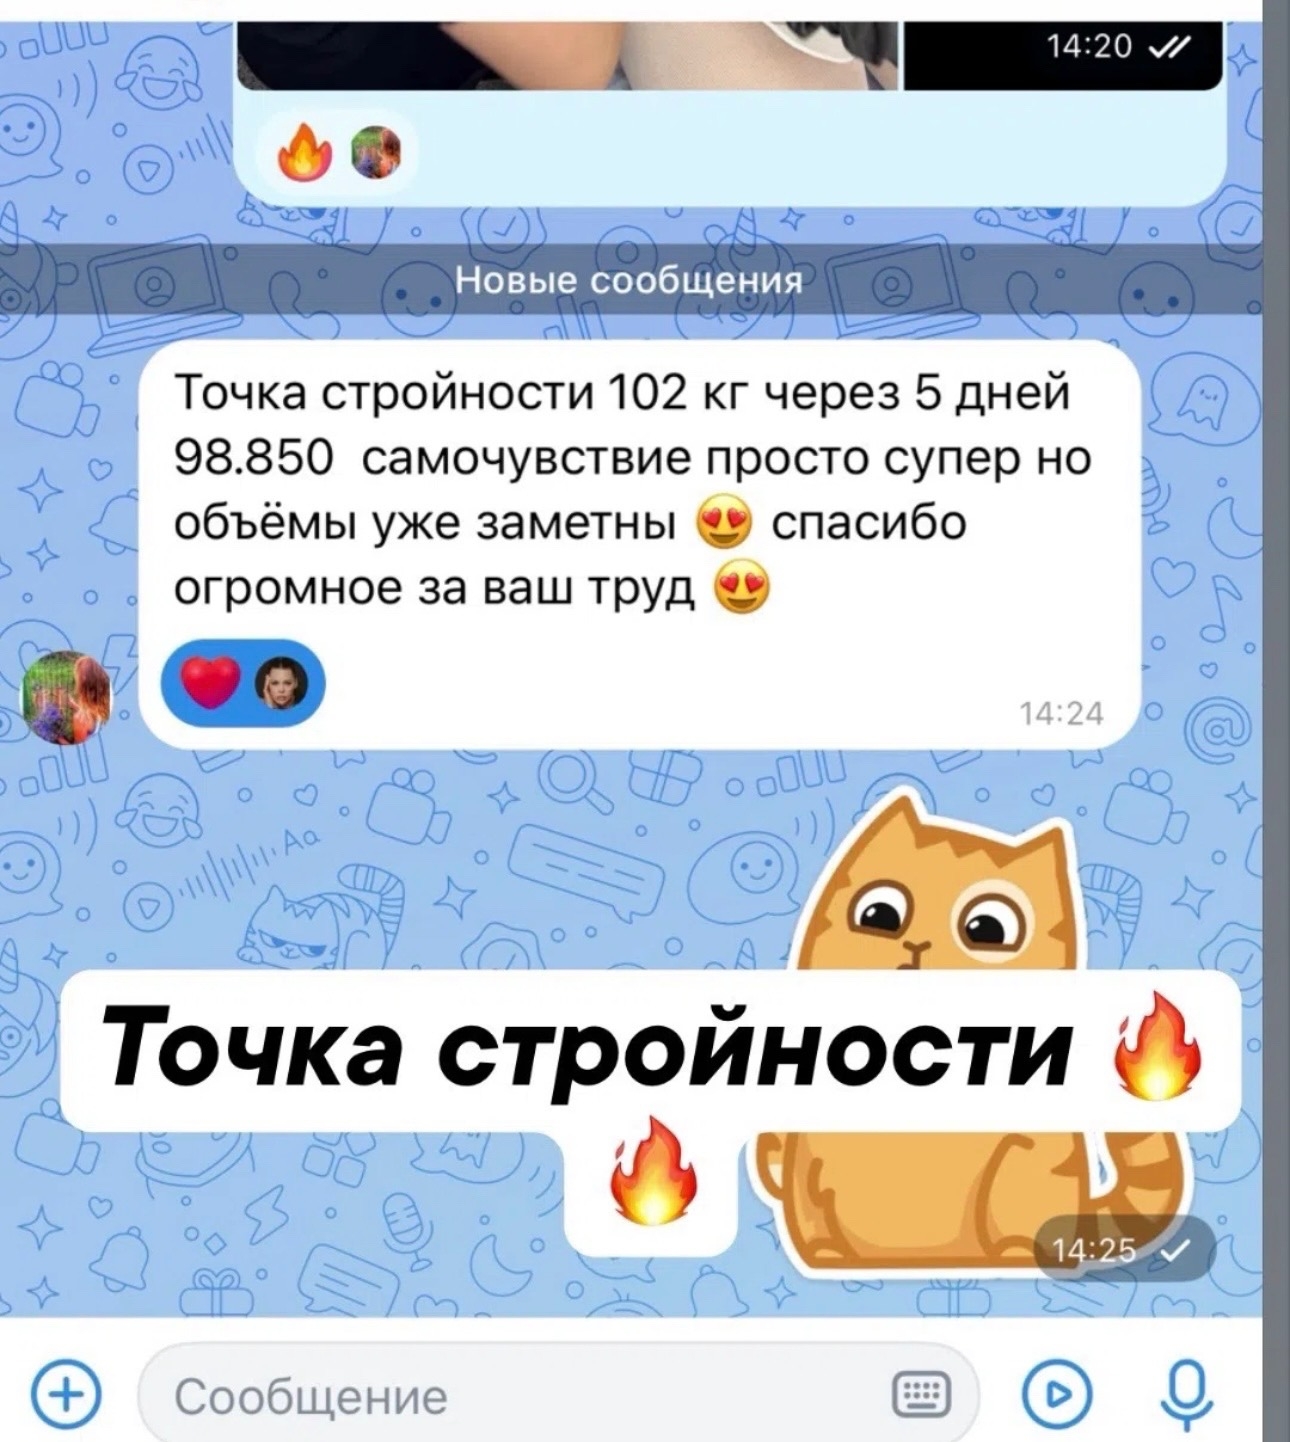 14:20
Новые сообщения
Точка стройности 102 кг через 5 дней
98.850 самочувствие просто супер но
объёмы уже заметны 😍 спасибо
огромное за ваш труд 😍
14:24
Aa
Точка стройности 🔥
🔥
14:25
Сообщение